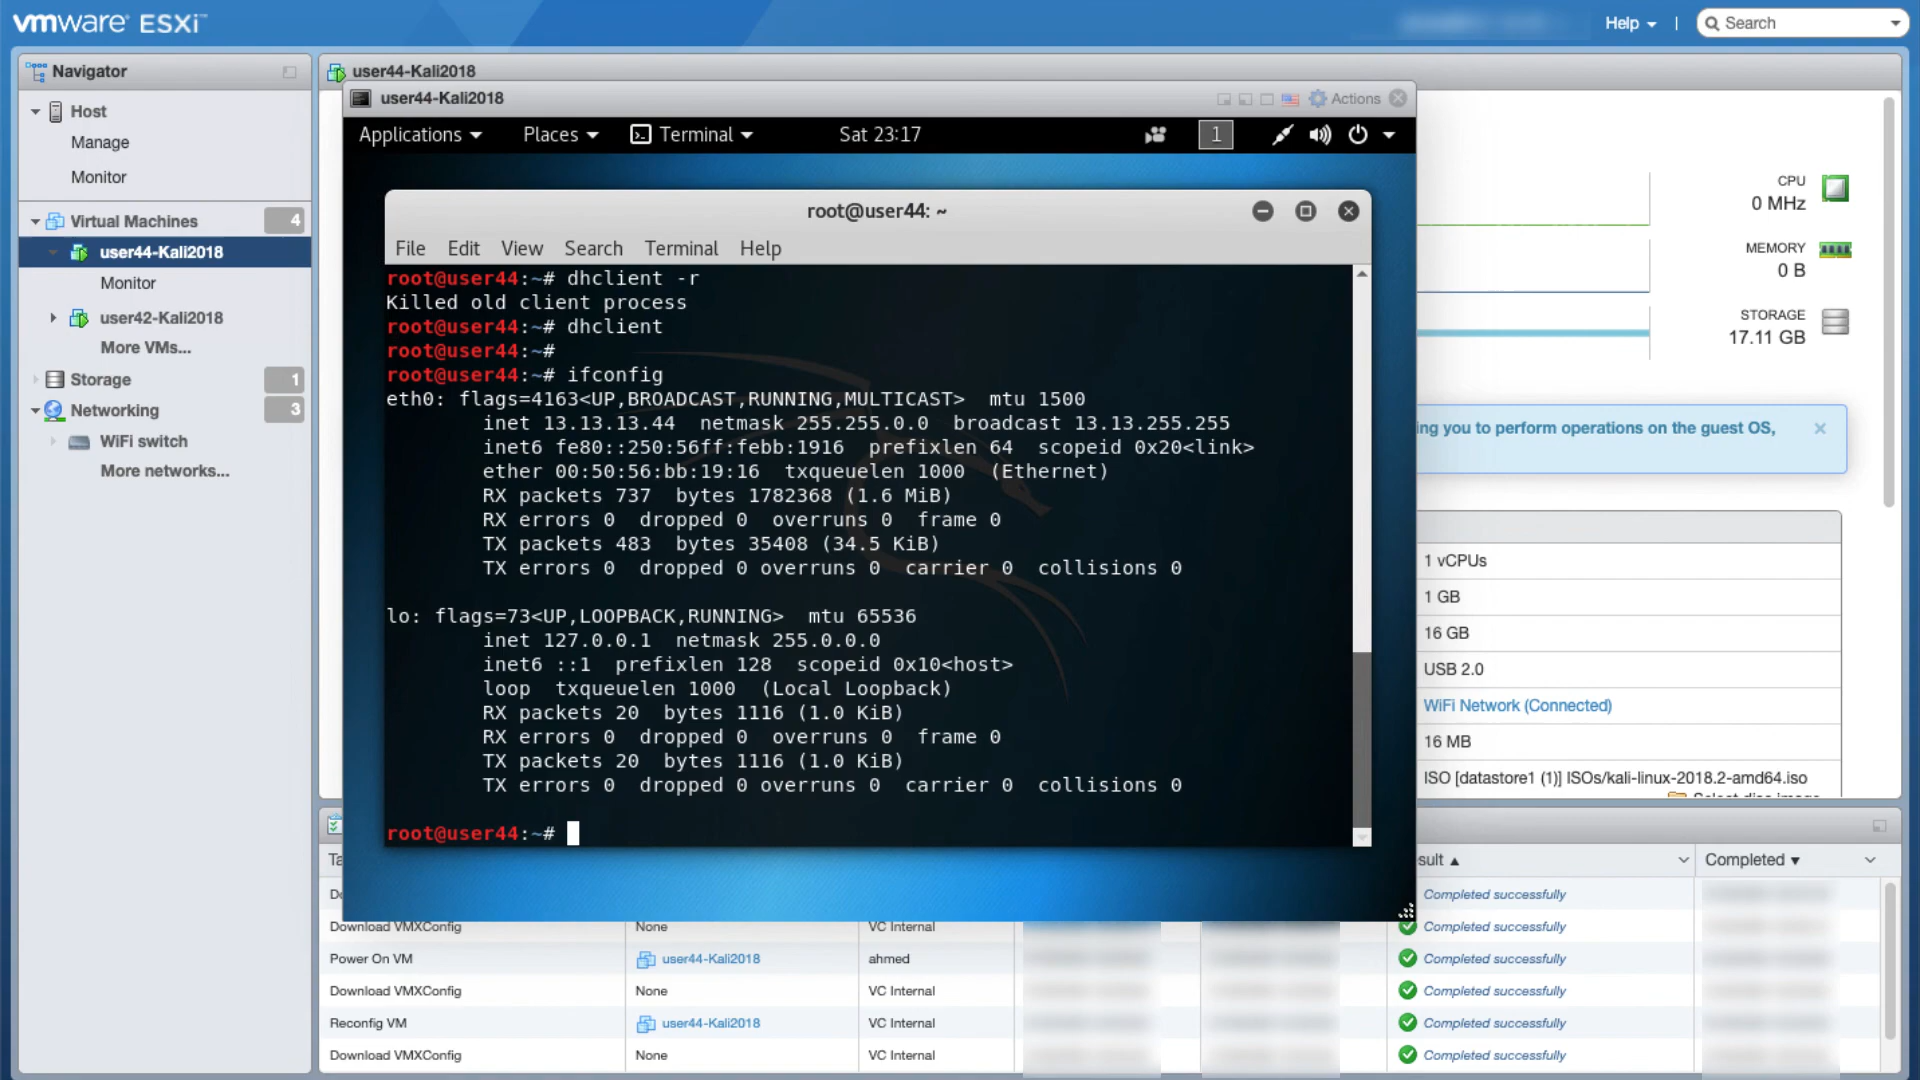 vmware ESXi™
Help
|
Search
Navigator
Host
Manage
Monitor
Virtual Machines 4
user44-Kali2018
Monitor
user42-Kali2018
More VMs...
Storage 1
Networking 3
WiFi switch
More networks...
user44-Kali2018
user44-Kali2018
Actions
Applications Places Terminal Sat 23:17 1
root@user44: ~
File Edit View Search Terminal Help
root@user44:~# dhclient -r
Killed old client process
root@user44:~# dhclient
root@user44:~#
root@user44:~# ifconfig
eth0: flags=4163<UP,BROADCAST,RUNNING,MULTICAST>  mtu 1500
inet 13.13.13.44  netmask 255.255.0.0  broadcast 13.13.255.255
inet6 fe80::250:56ff:febb:1916  prefixlen 64  scopeid 0x20<link>
ether 00:50:56:bb:19:16  txqueuelen 1000  (Ethernet)
RX packets 737  bytes 1782368 (1.6 MiB)
RX errors 0  dropped 0  overruns 0  frame 0
TX packets 483  bytes 35408 (34.5 KiB)
TX errors 0  dropped 0 overruns 0  carrier 0  collisions 0
lo: flags=73<UP,LOOPBACK,RUNNING>  mtu 65536
inet 127.0.0.1  netmask 255.0.0.0
inet6 ::1  prefixlen 128  scopeid 0x10<host>
loop  txqueuelen 1000  (Local Loopback)
RX packets 20  bytes 1116 (1.0 KiB)
RX errors 0  dropped 0  overruns 0  frame 0
TX packets 20  bytes 1116 (1.0 KiB)
TX errors 0  dropped 0 overruns 0  carrier 0  collisions 0
root@user44:~#
CPU
0 MHz
MEMORY
0 B
STORAGE
17.11 GB
ing you to perform operations on the guest OS,
1 vCPUs
1 GB
16 GB
USB 2.0
WiFi Network (Connected)
16 MB
ISO [datastore1 (1)] ISOs/kali-linux-2018.2-amd64.iso
Select disc image
Ta sult ▲ Completed ▼
Do Completed successfully
Download VMXConfig None VC Internal Completed successfully
Power On VM user44-Kali2018 ahmed Completed successfully
Download VMXConfig None VC Internal Completed successfully
Reconfig VM user44-Kali2018 VC Internal Completed successfully
Download VMXConfig None VC Internal Completed successfully